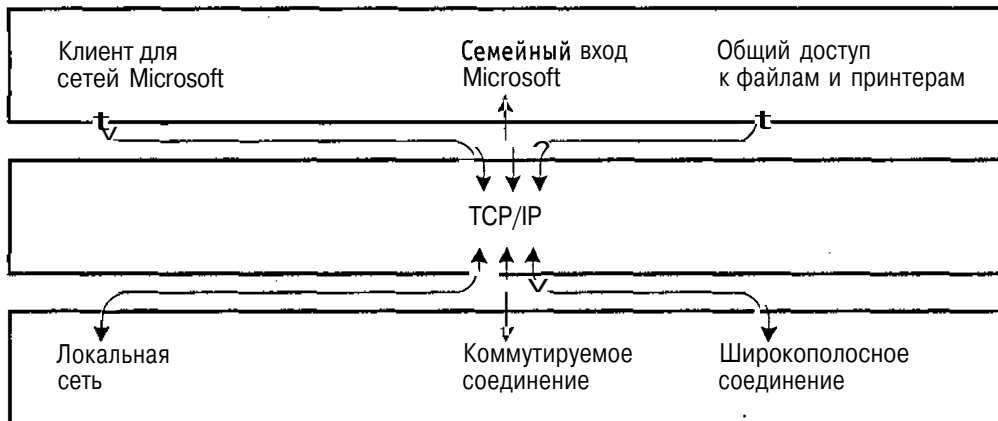 Клиент для
сетей Microsoft
Семейный вход
Microsoft
Общий доступ
к файлам и принтерам
TCP/IP
Локальная
сеть
Коммутируемое
соединение
Широкополосное
соединение